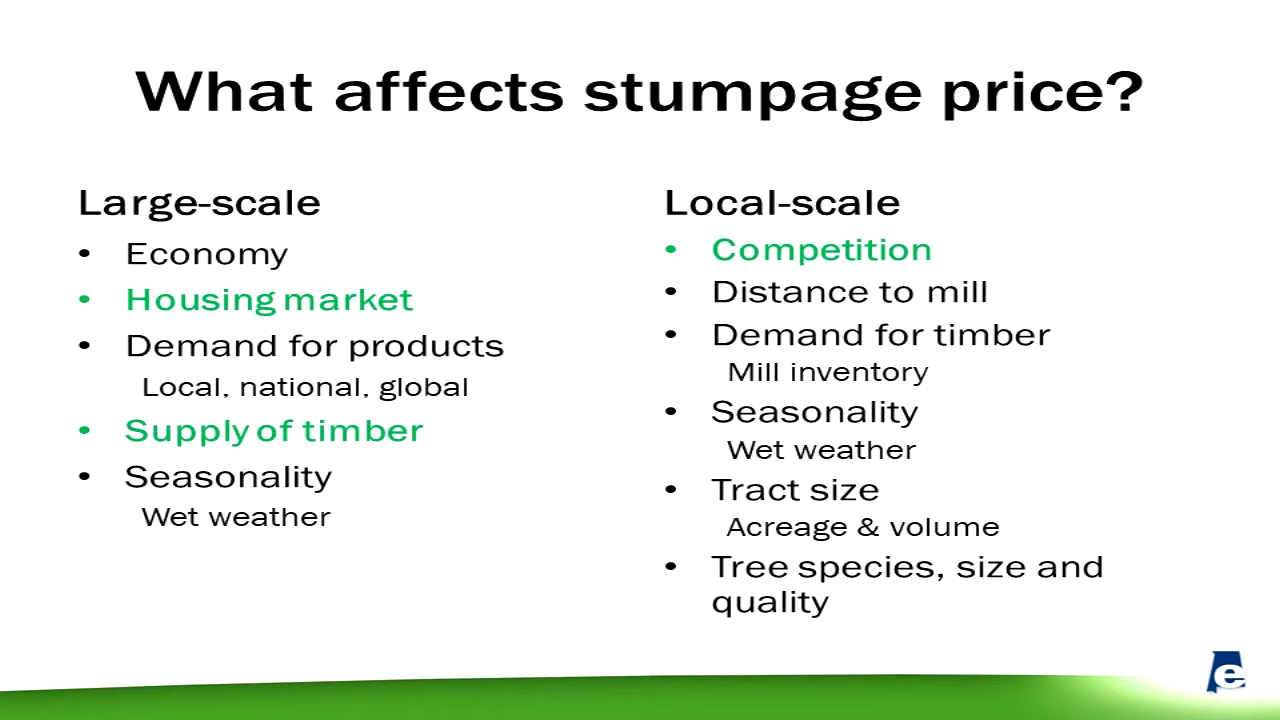 What affects stumpage price?
Large-scale
• Economy
• Housing market
• Demand for products
Local, national, global
• Supply of timber
• Seasonality
Wet weather
Local-scale
• Competition
• Distance to mill
• Demand for timber
Mill inventory
• Seasonality
Wet weather
• Tract size
Acreage & volume
• Tree species, size and
quality
e